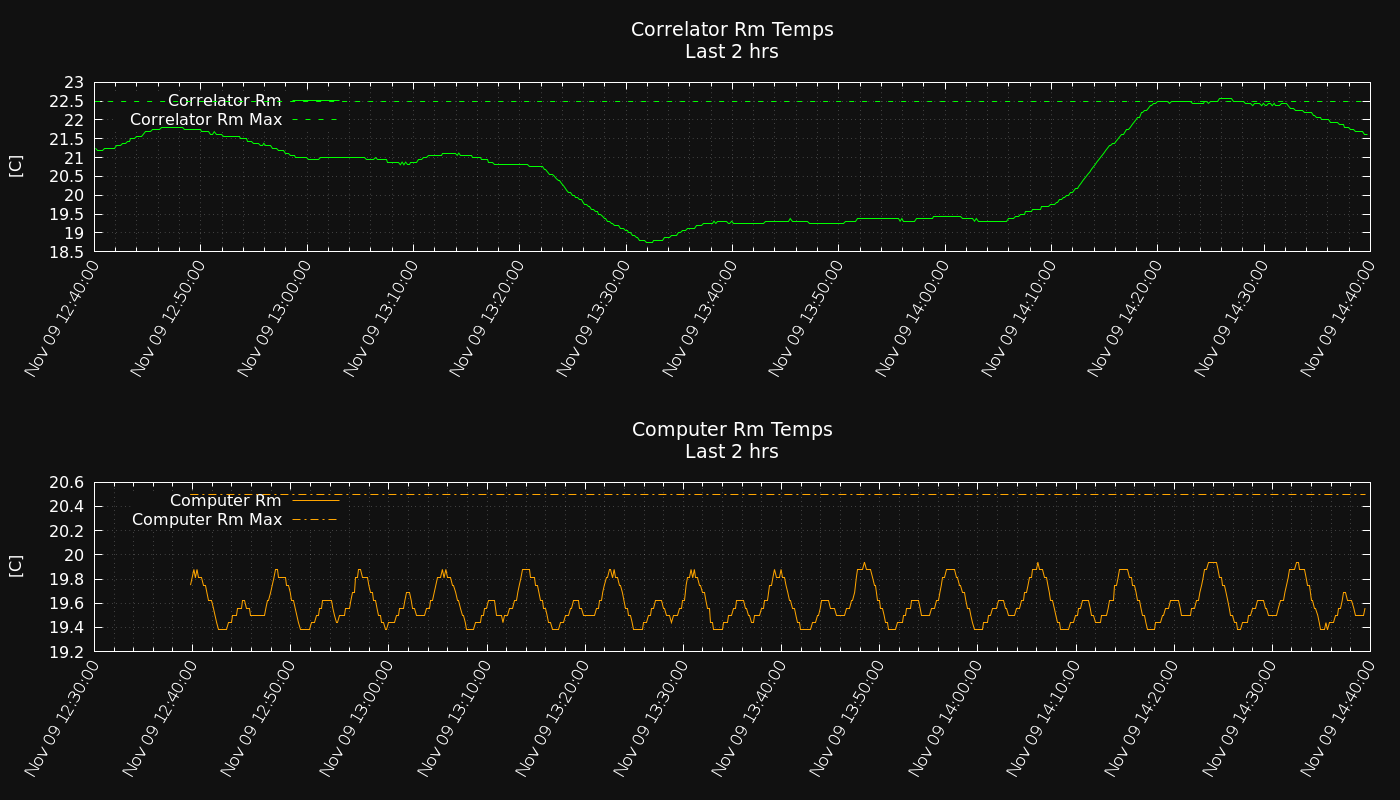 Correlator Rm Temps
Last 2 hrs
[C]
23
22.5
22
21.5
21
20.5
20
19.5
19
18.5
Correlator Rm
Correlator Rm Max
Nov 09 12:40:00
Nov 09 12:50:00
Nov 09 13:00:00
Nov 09 13:10:00
Nov 09 13:20:00
Nov 09 13:30:00
Nov 09 13:40:00
Nov 09 13:50:00
Nov 09 14:00:00
Nov 09 14:10:00
Nov 09 14:20:00
Nov 09 14:30:00
Nov 09 14:40:00
Computer Rm Temps
Last 2 hrs
[C]
20.6
20.4
20.2
20
19.8
19.6
19.4
19.2
Computer Rm
Computer Rm Max
Nov 09 12:30:00
Nov 09 12:40:00
Nov 09 12:50:00
Nov 09 13:00:00
Nov 09 13:10:00
Nov 09 13:20:00
Nov 09 13:30:00
Nov 09 13:40:00
Nov 09 13:50:00
Nov 09 14:00:00
Nov 09 14:10:00
Nov 09 14:20:00
Nov 09 14:30:00
Nov 09 14:40:00